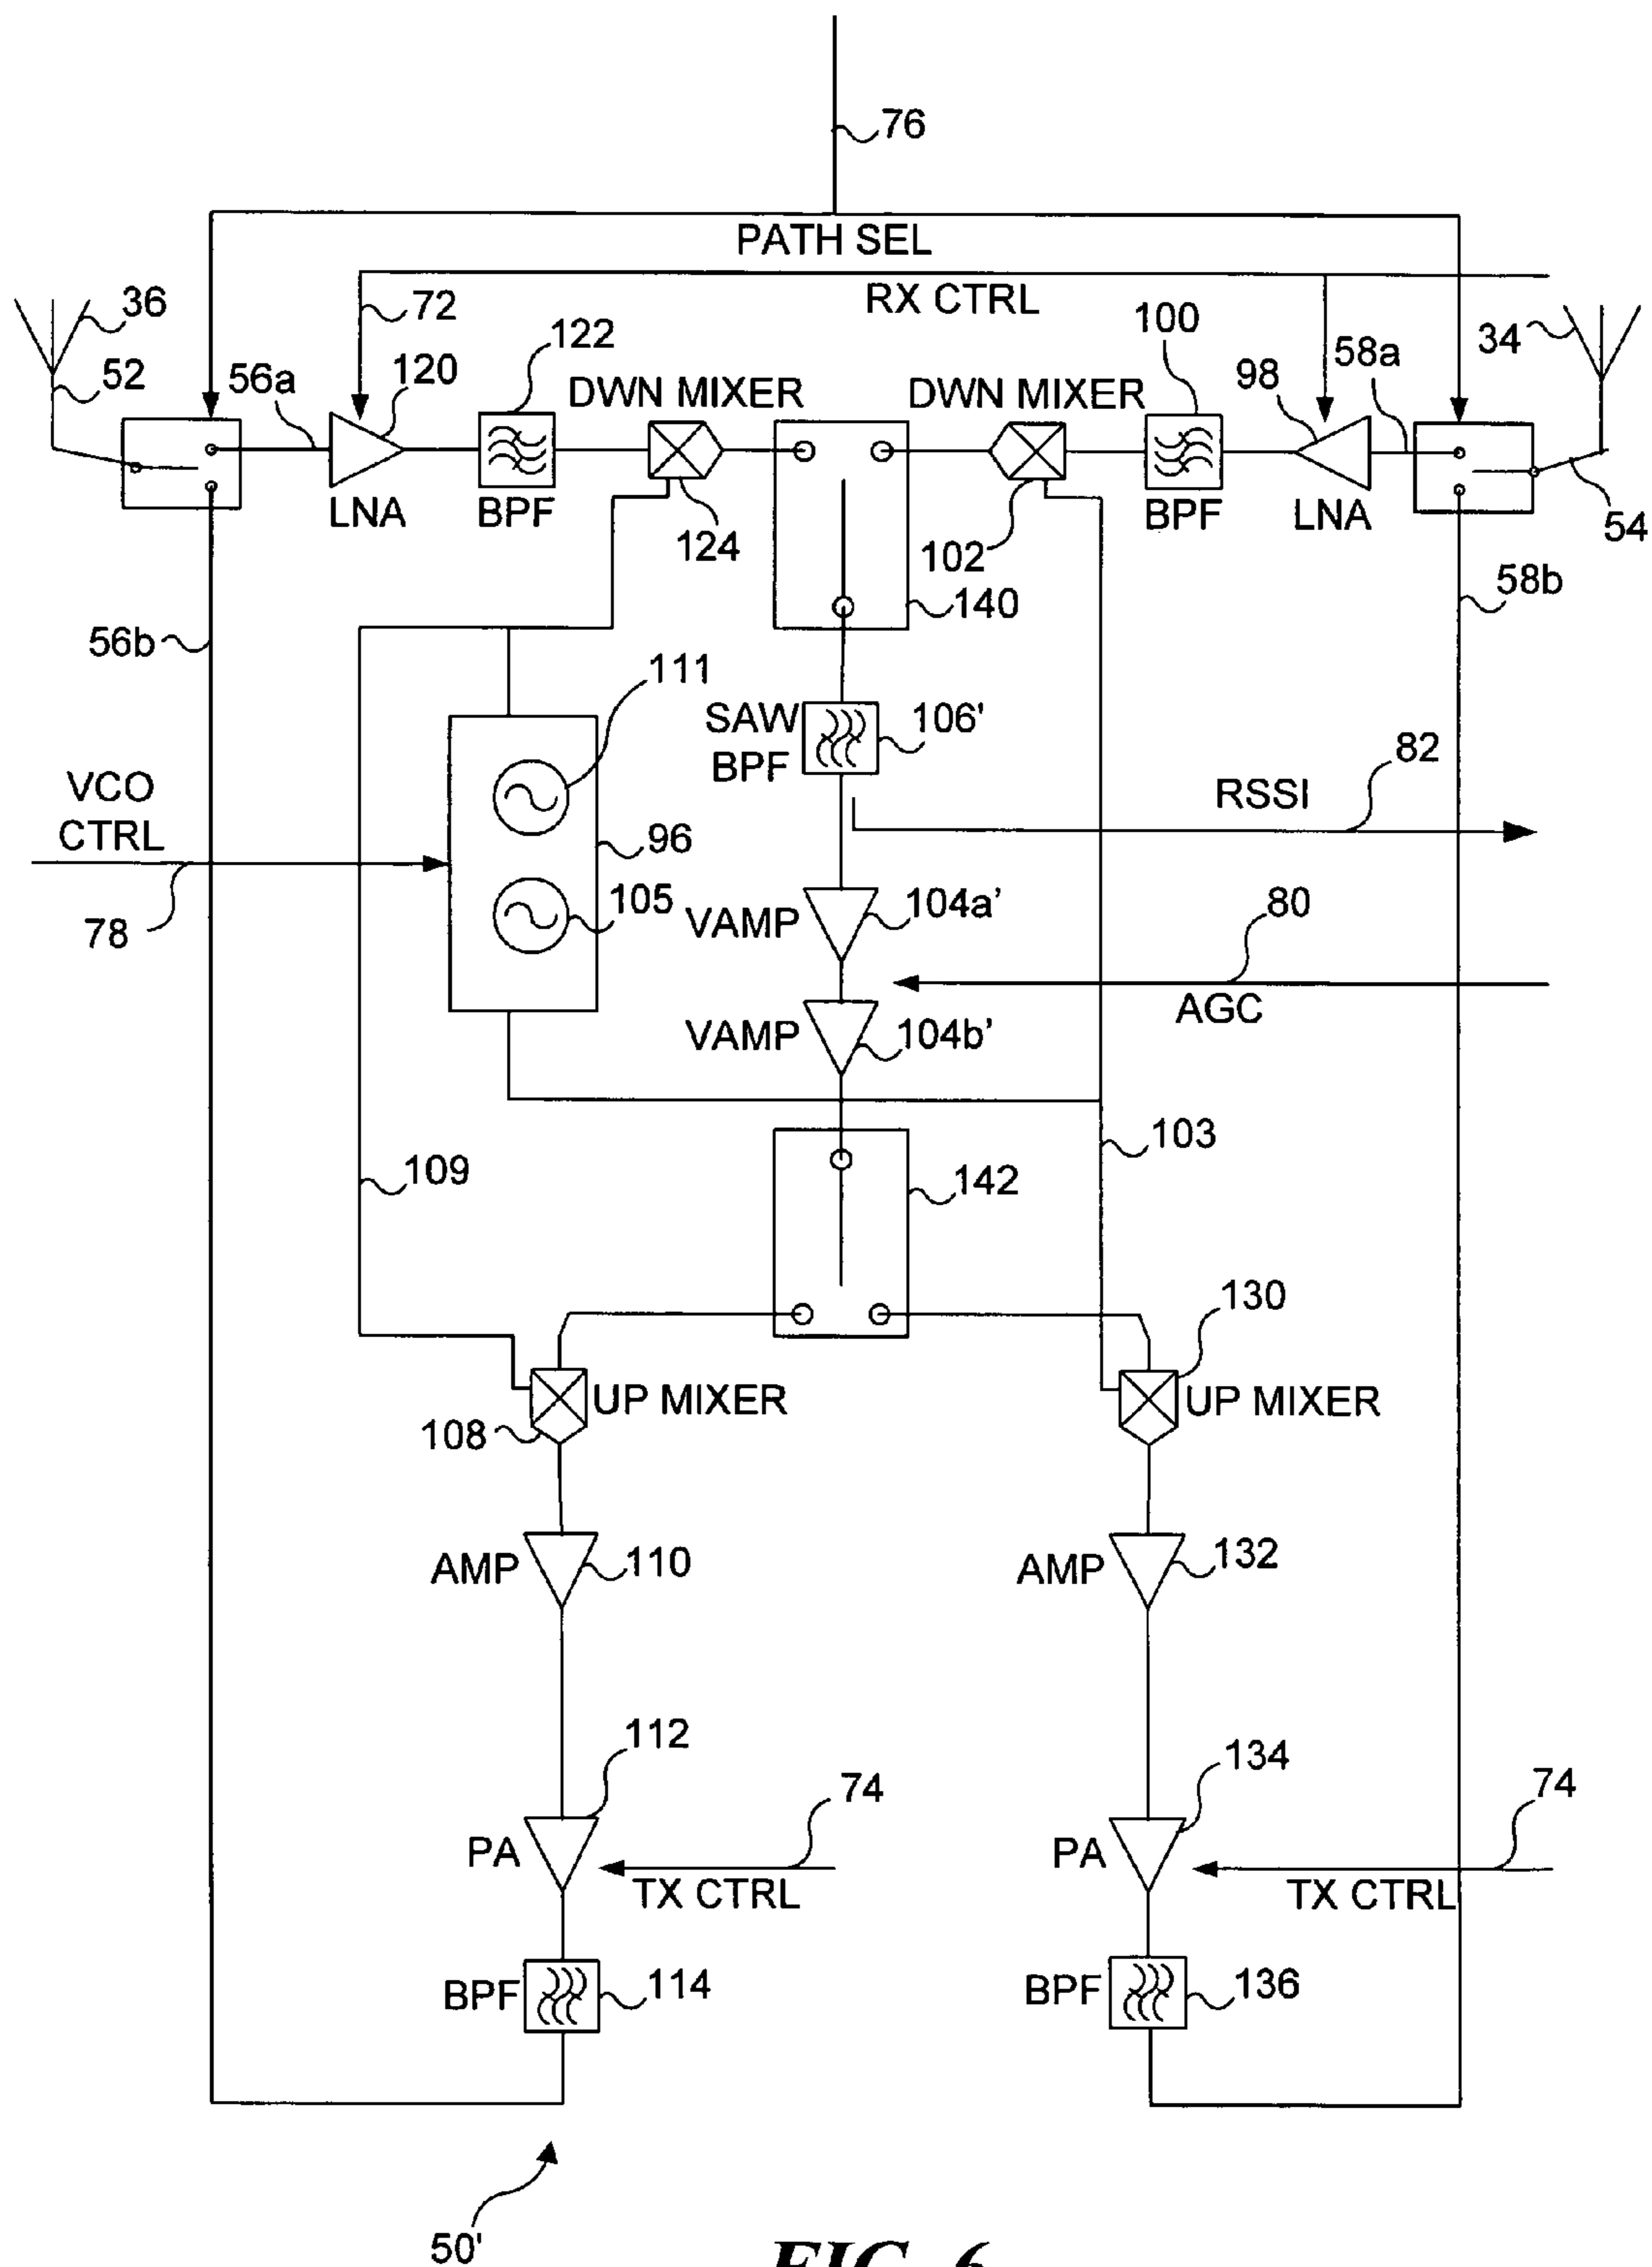 76
PATH SEL
RX CTRL
36
72
122
100
34
52
56a
120
DWN MIXER
DWN MIXER
98
58a
LNA
BPF
124
102
BPF
LNA
54
140
58b
56b
111
SAW
BPF
106'
82
VCO
CTRL
RSSI
96
105
VAMP
104a'
80
78
AGC
VAMP
104b'
103
109
142
130
UP MIXER
UP MIXER
108
AMP
110
AMP
132
112
134
74
74
PA
PA
TX CTRL
TX CTRL
BPF
114
BPF
136
50'
FIG. 6